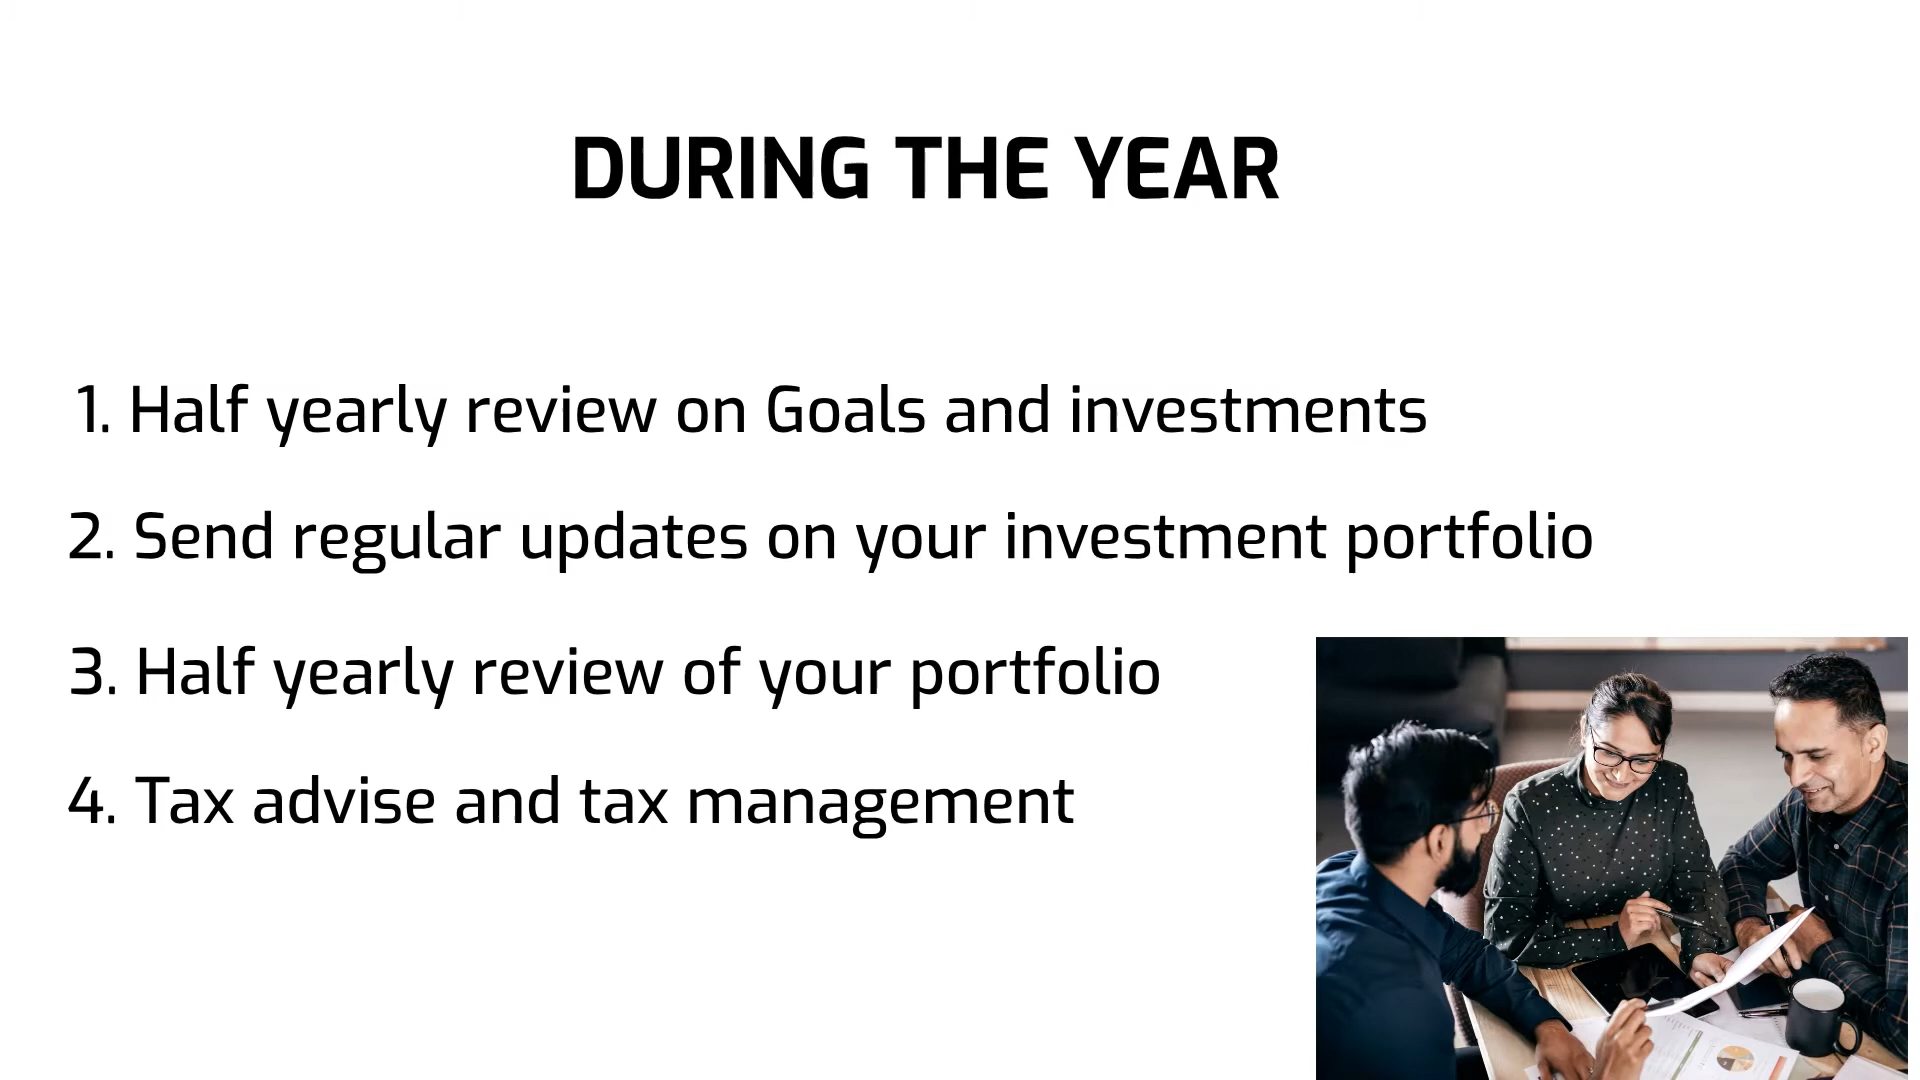 DURING THE YEAR
1. Half yearly review on Goals and investments
2. Send regular updates on your investment portfolio
3. Half yearly review of your portfolio
4. Tax advise and tax management